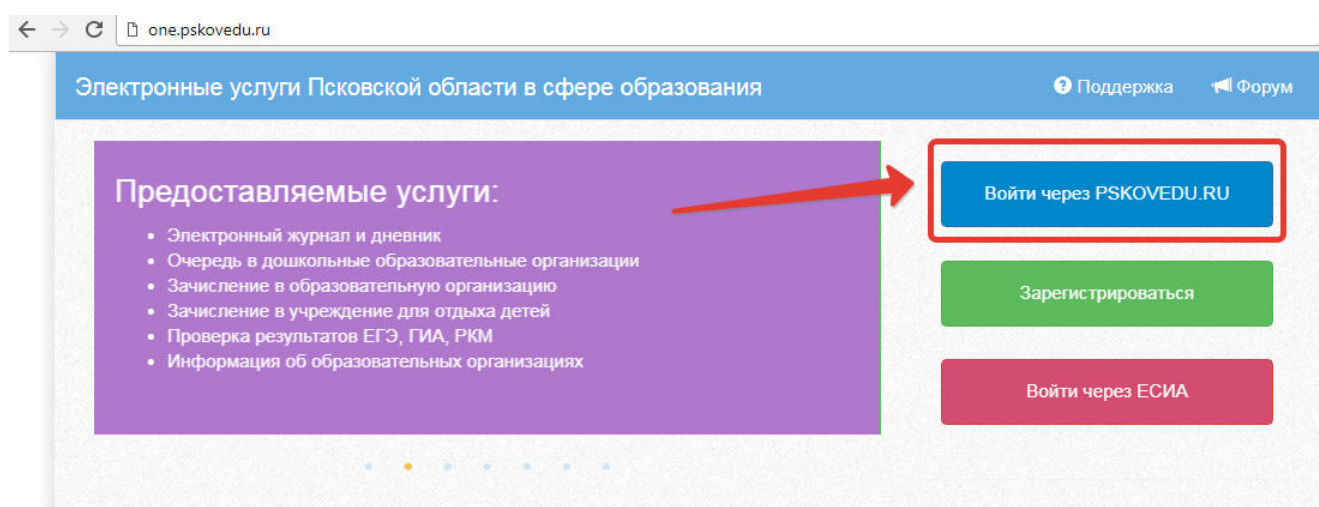 one.pskovedu.ru
Электронные услуги Псковской области в сфере образования
Поддержка
Форум
Предоставляемые услуги:
• Электронный журнал и дневник
• Очередь в дошкольные образовательные организации
• Зачисление в образовательную организацию
• Зачисление в учреждение для отдыха детей
• Проверка результатов ЕГЭ, ГИА, РКМ
• Информация об образовательных организациях
Войти через PSKOVEDU.RU
Зарегистрироваться
Войти через ЕСИА